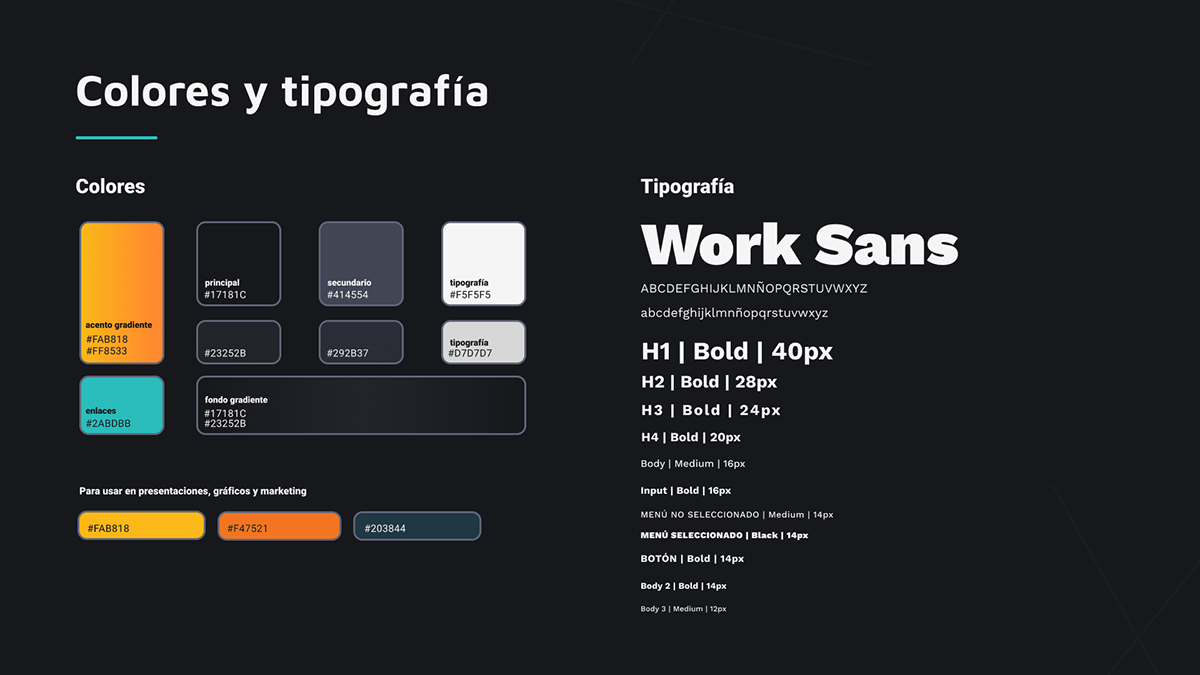 Colores y tipografía
Colores
acento gradiente
#FAB818
#FF8533
principal
#17181C
secundario
#414554
tipografía
#F5F5F5
#23252B
#292B37
tipografía
#D7D7D7
enlaces
#2ABDBB
fondo gradiente
#17181C
#23252B
Para usar en presentaciones, gráficos y marketing
#FAB818
#F47521
#203844
Tipografía
Work Sans
ABCDEFGHIJKLMNÑOPQRSTUVWXYZ
abcdefghijklmnñopqrstuvwxyz
H1 | Bold | 40px
H2 | Bold | 28px
H3 | Bold | 24px
H4 | Bold | 20px
Body | Medium | 16px
Input | Bold | 16px
MENÚ NO SELECCIONADO | Medium | 14px
MENÚ SELECCIONADO | Black | 14px
BOTÓN | Bold | 14px
Body 2 | Bold | 14px
Body 3 | Medium | 12px